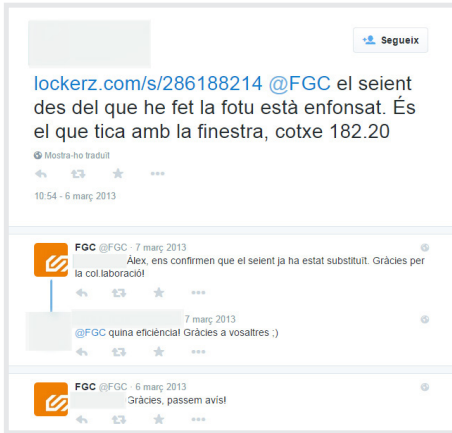 Segueix
lockerz.com/s/286188214 @FGC el seient
des del que he fet la fotu està enfonsat. És
el que tica amb la finestra, cotxe 182.20
Mostra-ho traduït
10:54 - 6 març 2013
FGC @FGC · 7 març 2013
Àlex, ens confirmen que el seient ja ha estat substituït. Gràcies per
la col.laboració!
7 març 2013
@FGC quina eficiència! Gràcies a vosaltres ;)
FGC @FGC · 6 març 2013
Gràcies, passem avís!